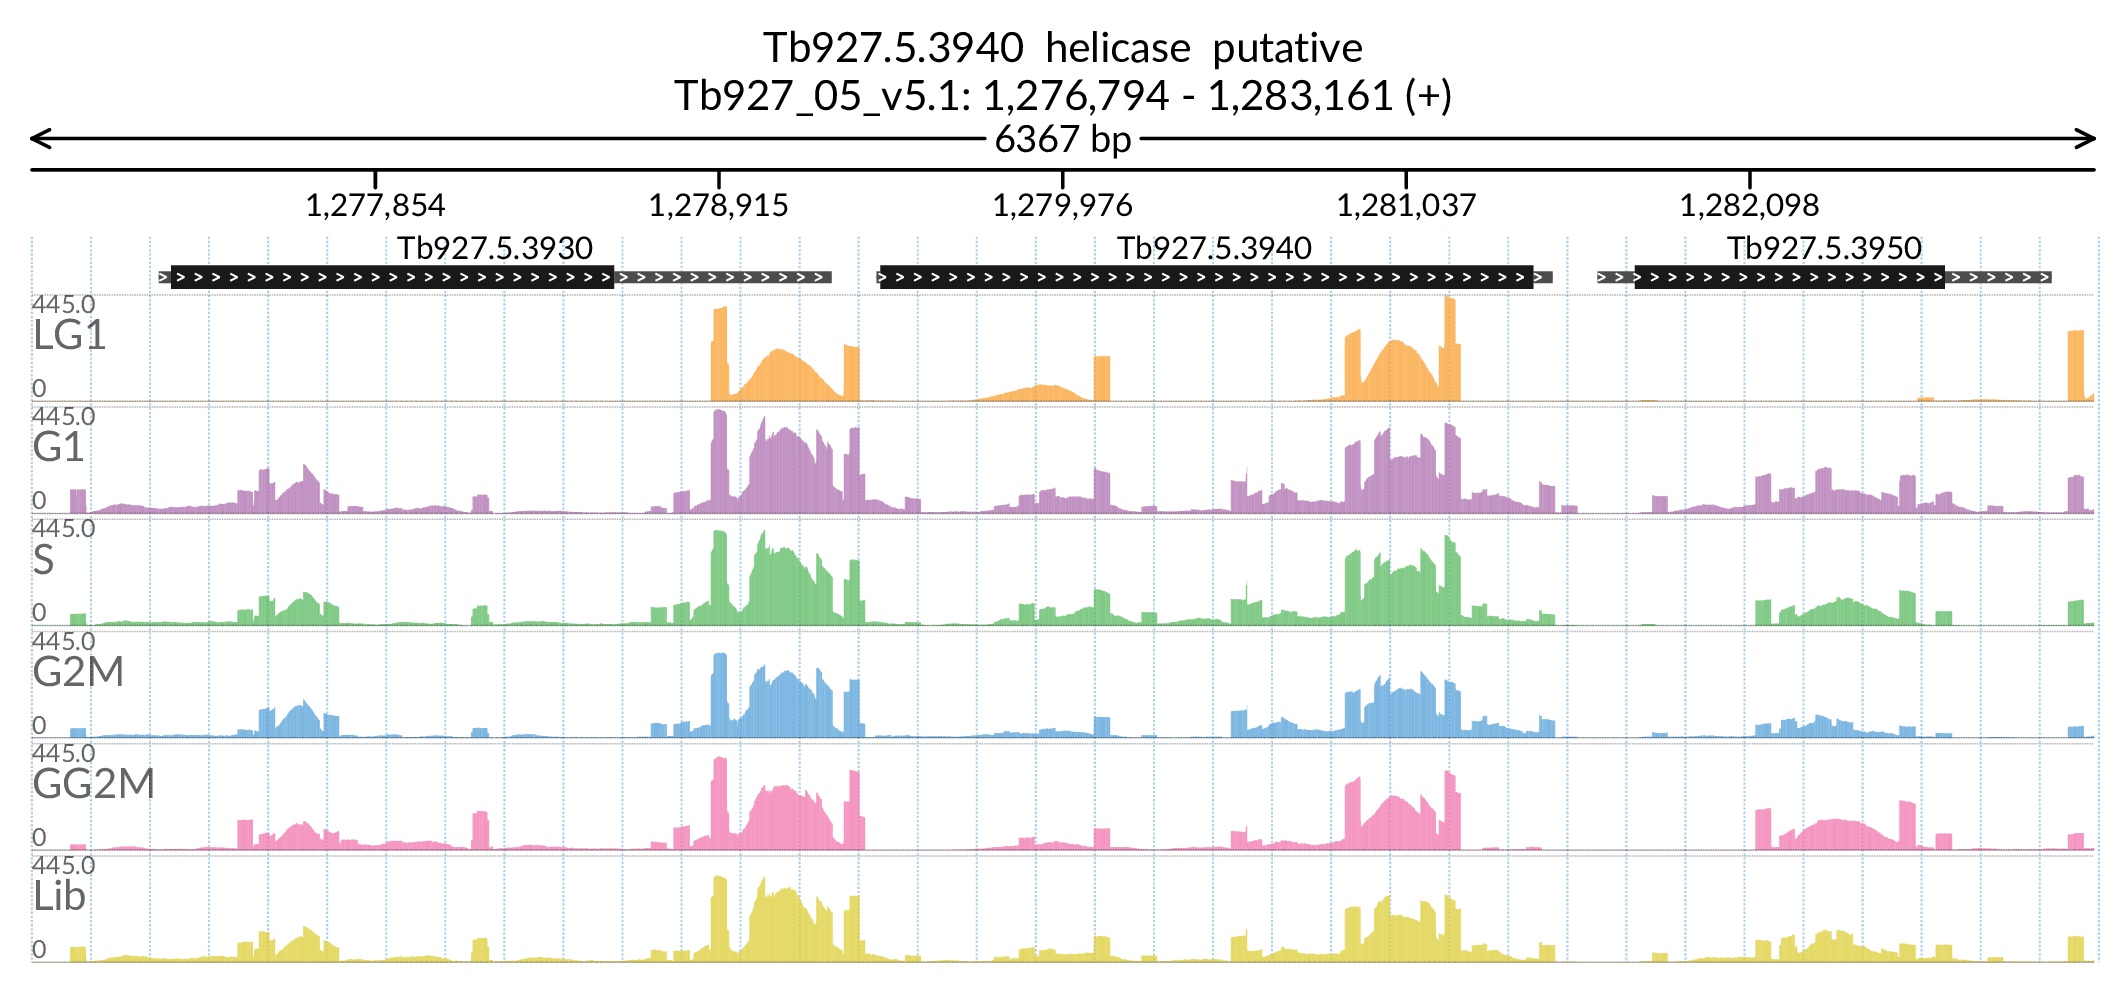 Tb927.5.3940 helicase putative
Tb927_05_v5.1: 1,276,794 - 1,283,161 (+)
6367 bp
1,277,854 1,278,915 1,279,976 1,281,037 1,282,098
Tb927.5.3930 Tb927.5.3940 Tb927.5.3950
445.0
LG1
0
445.0
G1
0
445.0
S
0
445.0
G2M
0
445.0
GG2M
0
445.0
Lib
0